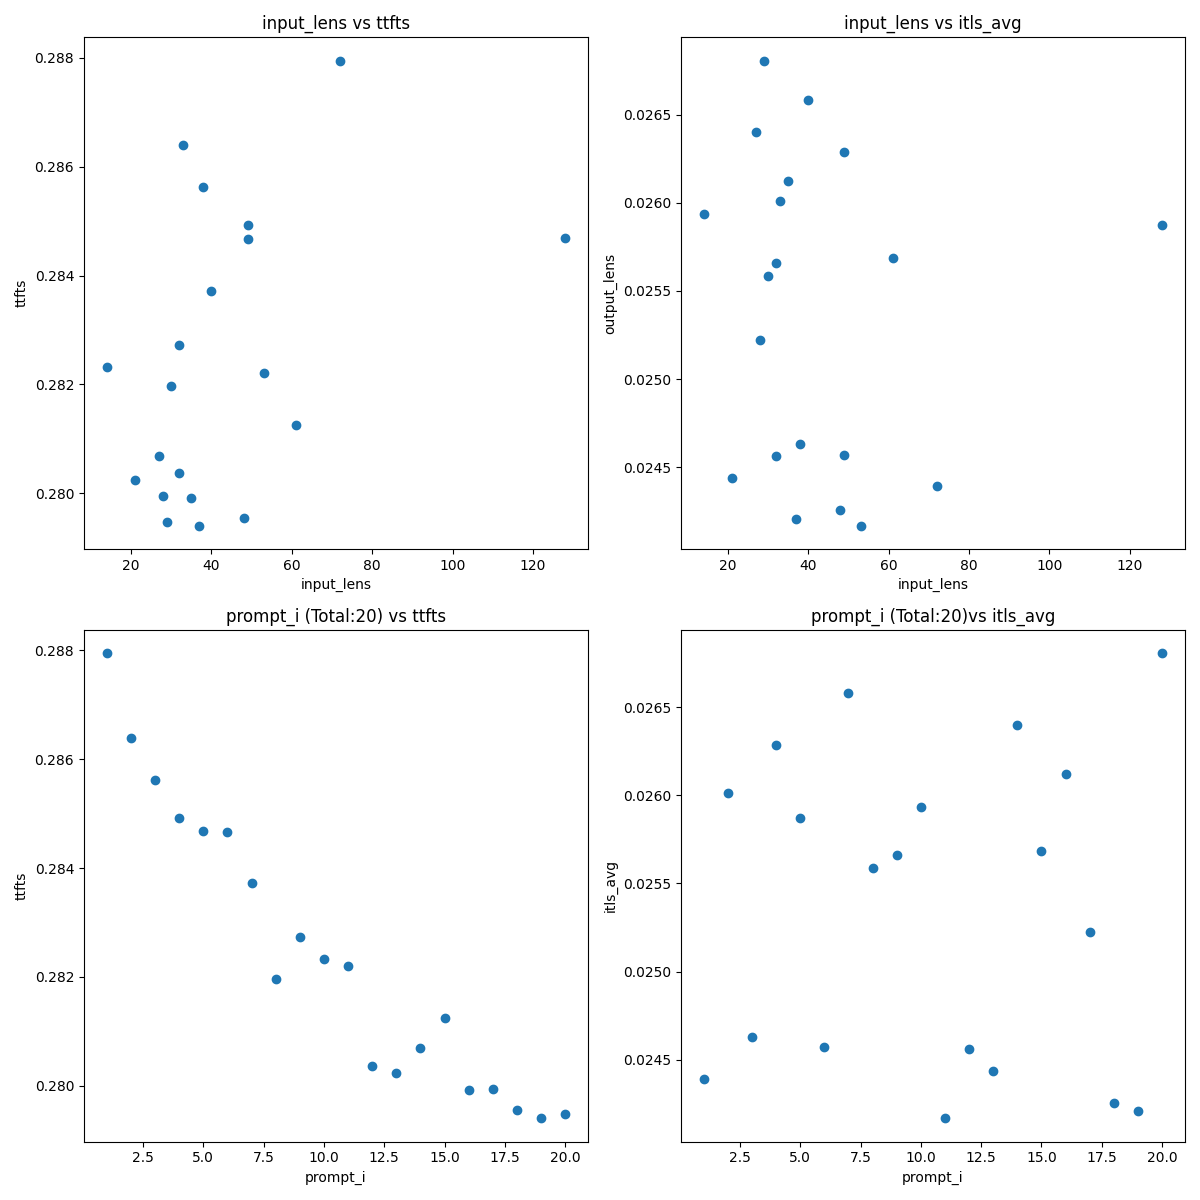 input_lens vs ttfts
0.288
0.286
0.284
0.282
0.280
ttfts
20 40 60 80 100 120
input_lens
input_lens vs itls_avg
0.0265
0.0260
0.0255
0.0250
0.0245
output_lens
20 40 60 80 100 120
input_lens
prompt_i (Total:20) vs ttfts
0.288
0.286
0.284
0.282
0.280
ttfts
2.5 5.0 7.5 10.0 12.5 15.0 17.5 20.0
prompt_i
prompt_i (Total:20)vs itls_avg
0.0265
0.0260
0.0255
0.0250
0.0245
itls_avg
2.5 5.0 7.5 10.0 12.5 15.0 17.5 20.0
prompt_i